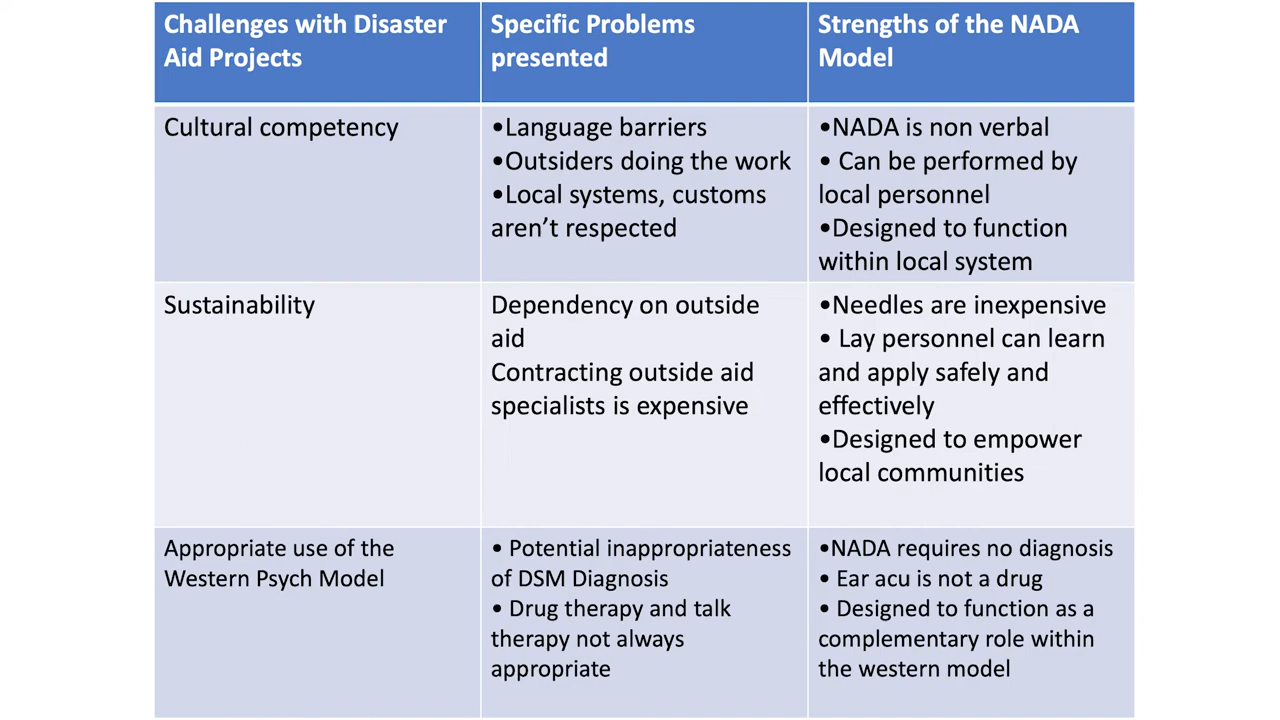 Challenges with Disaster
Aid Projects
Specific Problems
presented
Strengths of the NADA
Model
Cultural competency
•Language barriers
•Outsiders doing the work
•Local systems, customs
aren’t respected
•NADA is non verbal
• Can be performed by
local personnel
•Designed to function
within local system
Sustainability
Dependency on outside
aid
Contracting outside aid
specialists is expensive
•Needles are inexpensive
• Lay personnel can learn
and apply safely and
effectively
•Designed to empower
local communities
Appropriate use of the
Western Psych Model
• Potential inappropriateness
of DSM Diagnosis
• Drug therapy and talk
therapy not always
appropriate
•NADA requires no diagnosis
• Ear acu is not a drug
• Designed to function as a
complementary role within
the western model